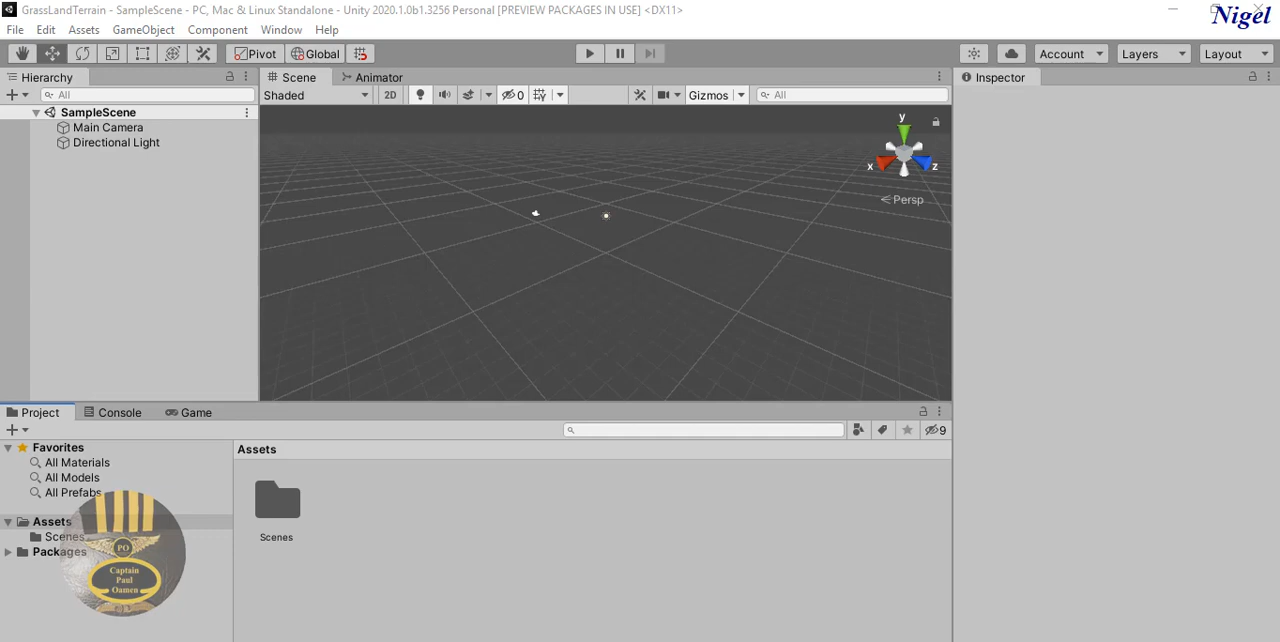 GrassLandTerrain - SampleScene - PC, Mac & Linux Standalone - Unity 2020.1.0b1.3256 Personal [PREVIEW PACKAGES IN USE] <DX11>
Nigel
File Edit Assets GameObject Component Window Help
Pivot Global Account Layers Layout
Hierarchy Scene Animator Inspector
All Shaded 2D 0 Gizmos All
SampleScene
Main Camera
Directional Light
y
x z
Persp
Project Console Game
9
Favorites Assets
All Materials
All Models
All Prefabs
Assets
Scenes Scenes
Packages
PO
Captain
Paul
Oamen